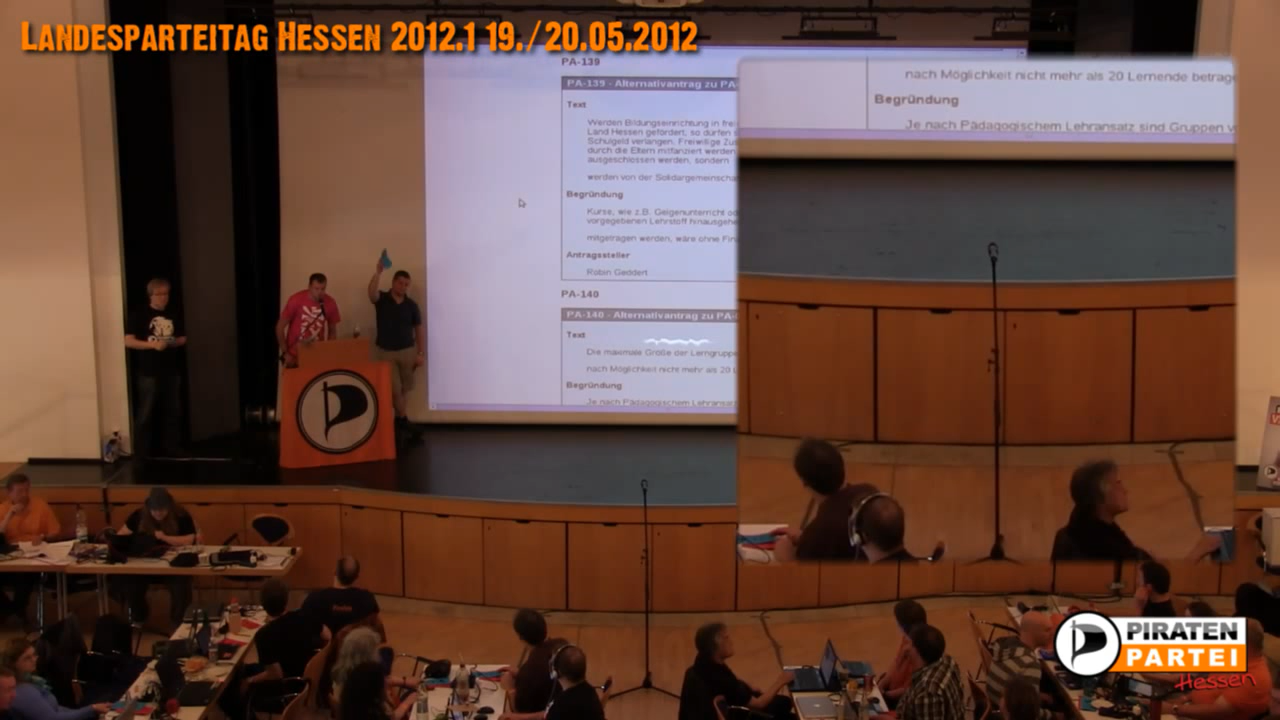 LANDESPARTEITAG HESSEN 2012.1 19./20.05.2012
PA-139
PA-139 - Alternativantrag zu PA-
Text
Werden Bildungseinrichtung in frei
Land Hessen gefördert, so dürfen s
Schulgeld verlangen. Freiwillige Zu
durch die Eltern mitfanziert werden
ausgeschlossen werden, sondern
werden von der Solidargemeinscha
Begründung
Kurse, wie z.B. Geigenunterricht od
vorgegebenen Lehrstoff hinausgehe
mitgetragen werden, wäre ohne Fin
Antragssteller
Robin Geddert
PA-140
PA-140 - Alternativantrag zu PA-
Text
Die maximale Größe der Lerngruppe
nach Möglichkeit nicht mehr als 20 L
Begründung
Je nach Pädagogischem Lehransatz
nach Möglichkeit nicht mehr als 20 Lernende betrage
Begründung
Je nach Pädagogischem Lehransatz sind Gruppen v
PIRATEN
PARTEI
Hessen